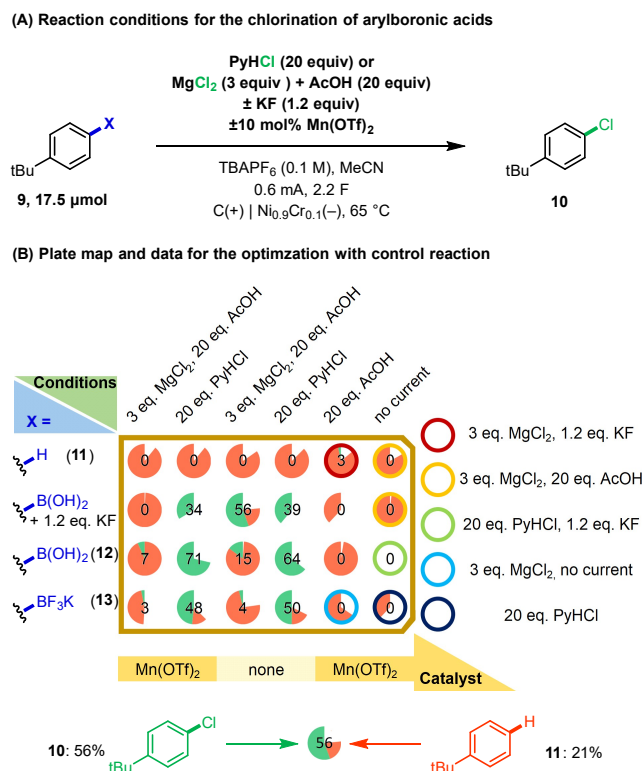 (A) Reaction conditions for the chlorination of arylboronic acids
PyHCl (20 equiv) or
MgCl₂ (3 equiv ) + AcOH (20 equiv)
± KF (1.2 equiv)
±10 mol% Mn(OTf)₂
X
tBu
9, 17.5 µmol
TBAPF₆ (0.1 M), MeCN
0.6 mA, 2.2 F
C(+) | Ni₀.₉Cr₀.₁(–), 65 °C
Cl
tBu
10
(B) Plate map and data for the optimzation with control reaction
3 eq. MgCl₂, 20 eq. AcOH
20 eq. PyHCl
3 eq. MgCl₂, 20 eq. AcOH
20 eq. PyHCl
20 eq. AcOH
no current
Conditions
X =
H (11)
0 0 0 0 3 0
B(OH)₂
+ 1.2 eq. KF
0 34 56 39 0 0
B(OH)₂ (12)
7 71 15 64 0 0
BF₃K (13)
3 48 4 50 0 0
3 eq. MgCl₂, 1.2 eq. KF
3 eq. MgCl₂, 20 eq. AcOH
20 eq. PyHCl, 1.2 eq. KF
3 eq. MgCl₂, no current
20 eq. PyHCl
Mn(OTf)₂ none Mn(OTf)₂
Catalyst
10: 56%
Cl
tBu
56
H
tBu
11: 21%